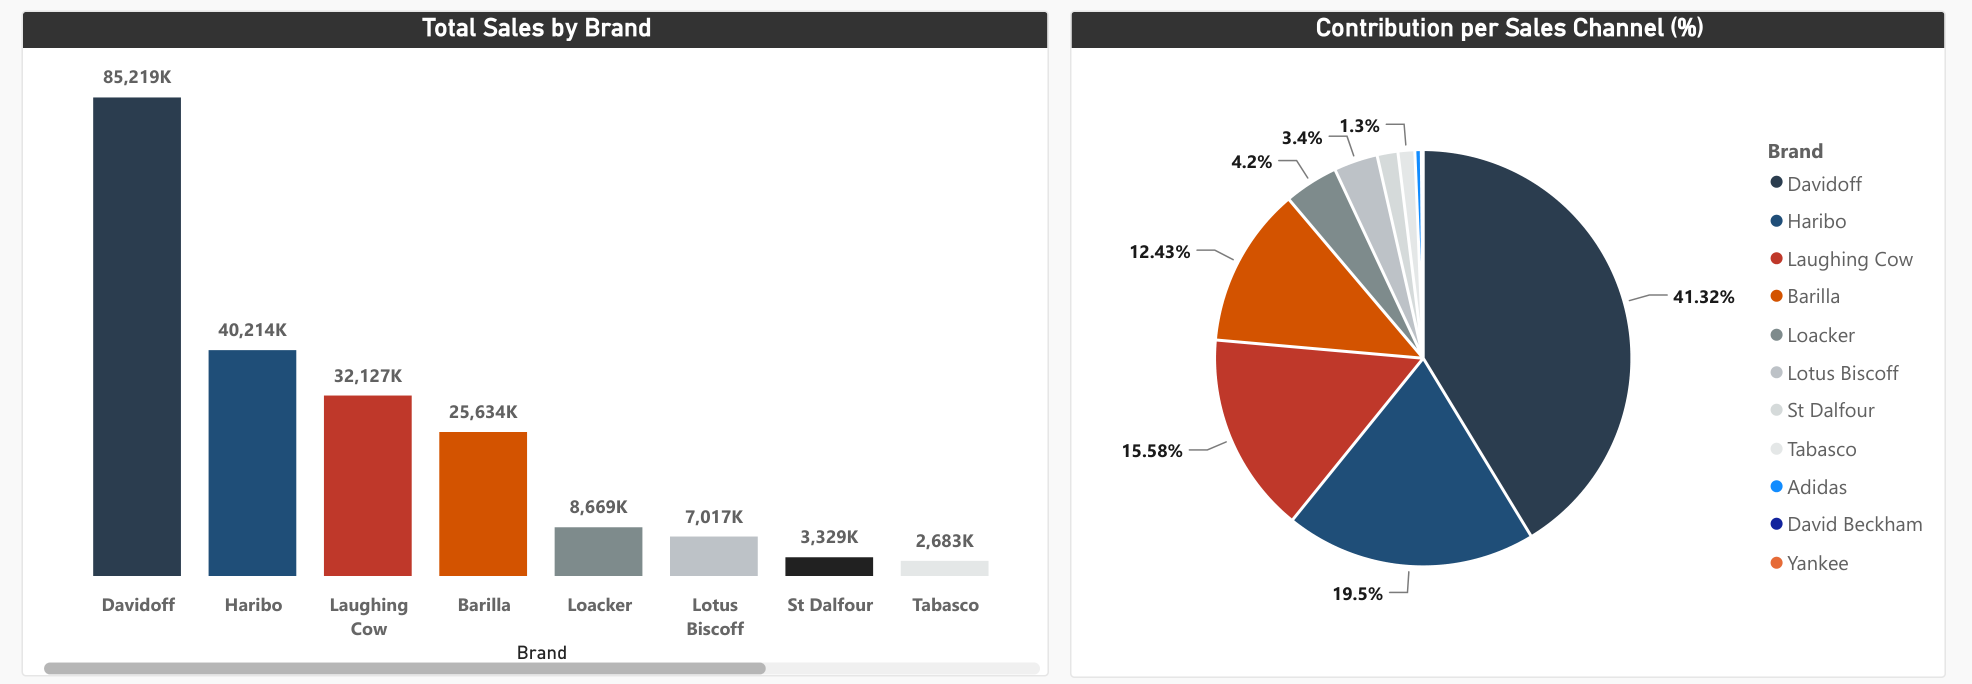 Total Sales by Brand
85,219K
40,214K
32,127K
25,634K
8,669K
7,017K
3,329K
2,683K
Davidoff
Haribo
Laughing
Cow
Barilla
Loacker
Lotus
Biscoff
St Dalfour
Tabasco
Brand
Contribution per Sales Channel (%)
1.3%
3.4%
4.2%
12.43%
41.32%
15.58%
19.5%
Brand
Davidoff
Haribo
Laughing Cow
Barilla
Loacker
Lotus Biscoff
St Dalfour
Tabasco
Adidas
David Beckham
Yankee